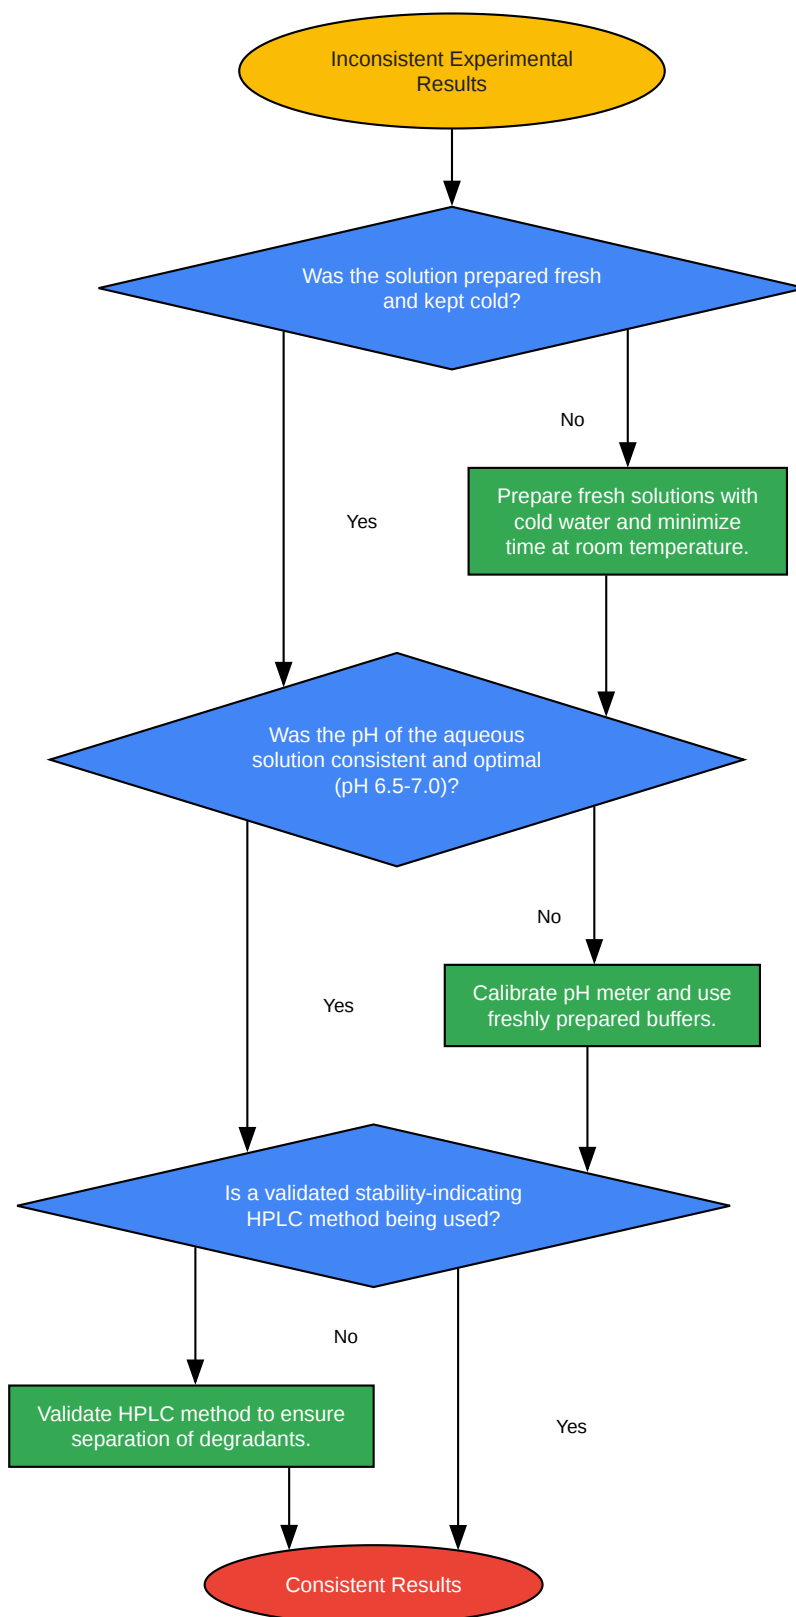 Inconsistent Experimental
Results
Was the solution prepared fresh
and kept cold?
No
Prepare fresh solutions with
cold water and minimize
time at room temperature.
Yes
Was the pH of the aqueous
solution consistent and optimal
(pH 6.5-7.0)?
No
Calibrate pH meter and use
freshly prepared buffers.
Yes
Is a validated stability-indicating
HPLC method being used?
No
Validate HPLC method to ensure
separation of degradants.
Yes
Consistent Results